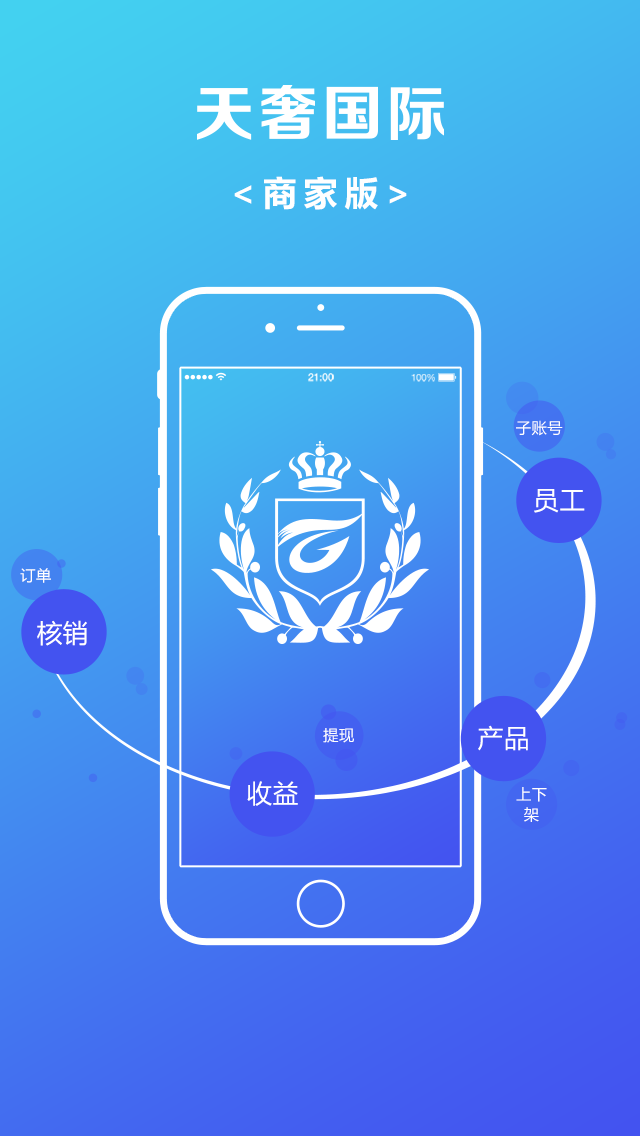 天奢国际
<商家版>
21:00
100%
子账号
员工
订单
核销
提现
产品
收益
上下
架